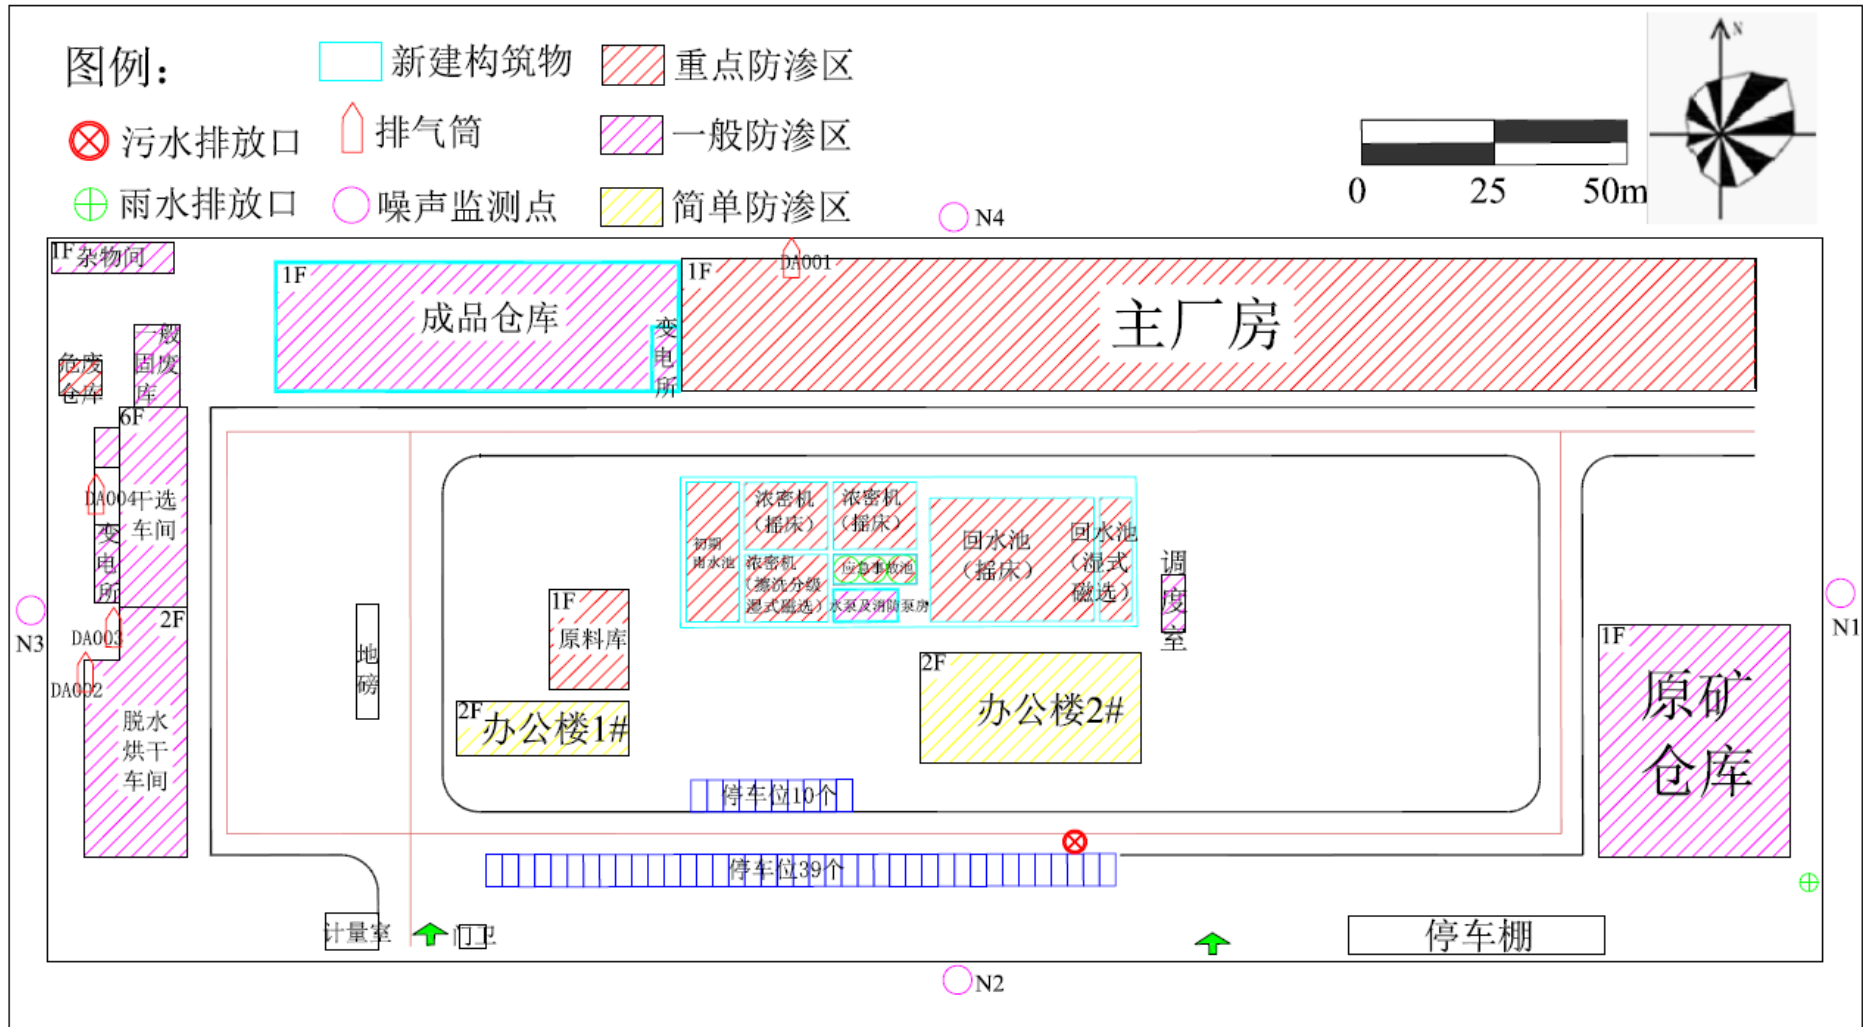 图例：
新建构筑物
重点防渗区
污水排放口
排气筒
一般防渗区
雨水排放口
噪声监测点
简单防渗区
0
25
50m
N
N4
1F
杂物间
1F
成品仓库
变
电
所
DA001
1F
主厂房
一般
固废
库
危废
仓库
6F
DA004
干选
车间
变
电
所
2F
DA003
DA002
脱水
烘干
车间
N3
地
磅
初期
雨水池
浓密机
（摇床）
浓密机
（摇床）
浓密机
（擦洗分级
湿式磁选）
应急事故池
水泵及消防泵房
回水池
（摇床）
回水池
（湿式
磁选）
调
度
室
1F
原料库
2F
办公楼1#
2F
办公楼2#
N1
1F
原矿
仓库
停车位10个
停车位39个
计量室
门卫
停车棚
N2